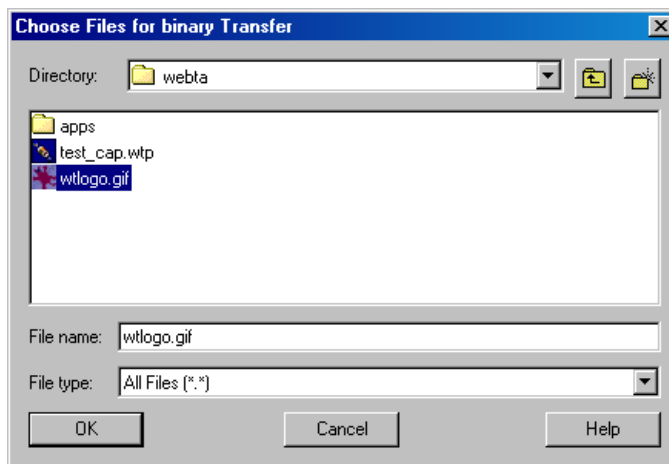 Choose Files for binary Transfer
Directory: webta
apps
test_cap.wtp
wtlogo.gif
File name: wtlogo.gif
File type: All Files (*.*)
OK Cancel Help